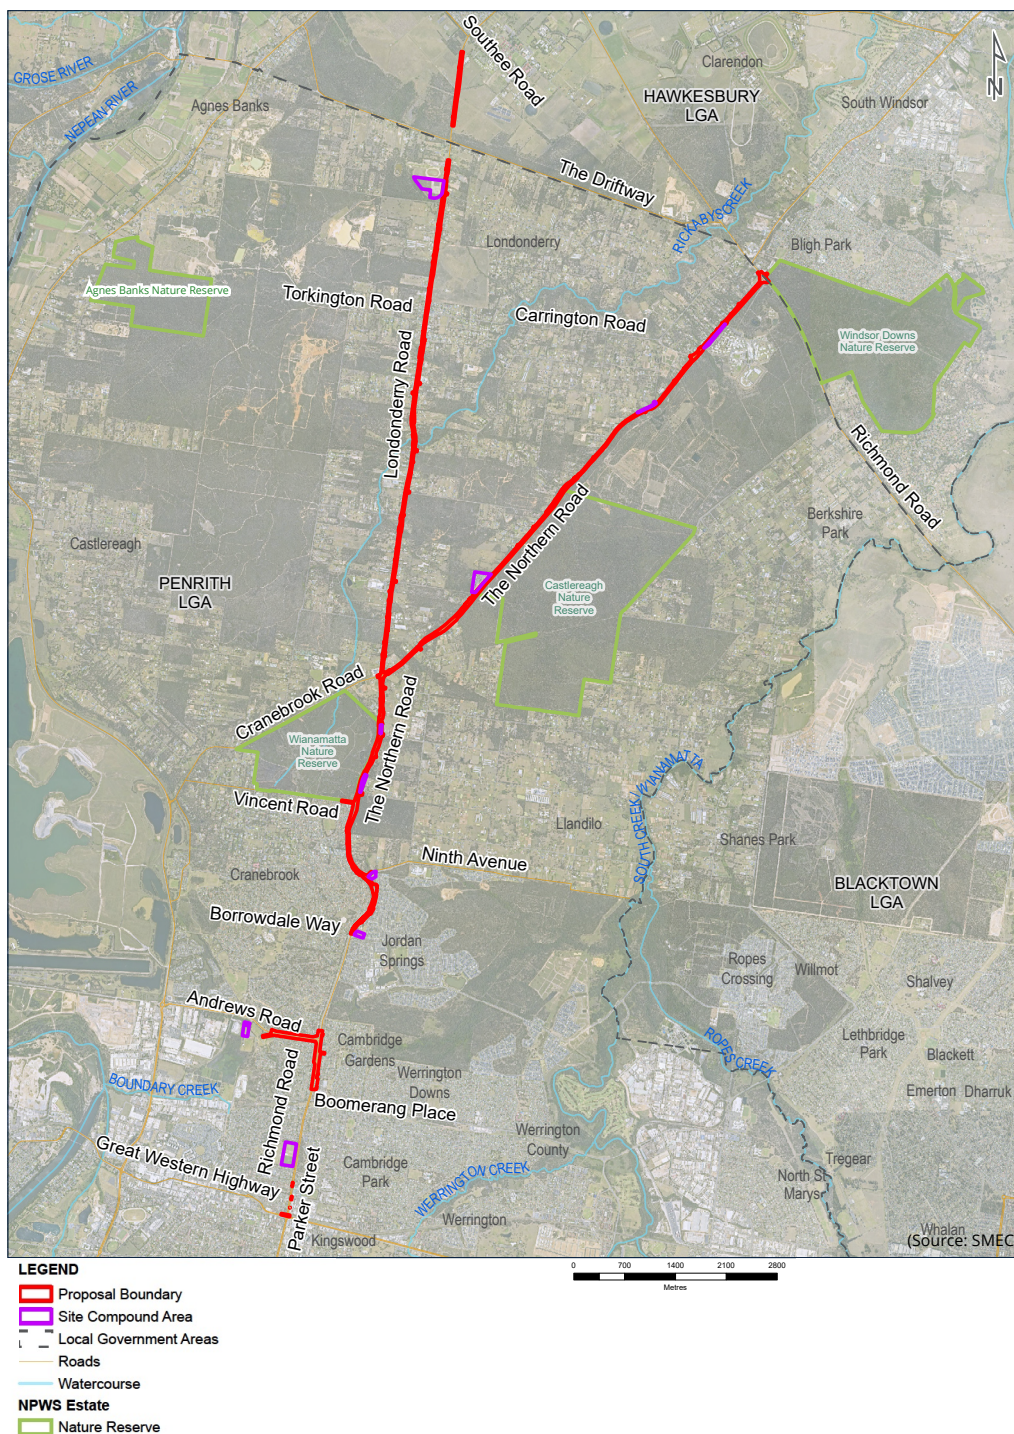 Southee Road
Clarendon
GROSE RIVER
NEPEAN RIVER
Agnes Banks
HAWKESBURY
LGA
South Windsor
The Driftway
RICKABYSCREEK
Londonderry
Bligh Park
Agnes Banks Nature Reserve
Torkington Road
Carrington Road
Windsor Downs
Nature Reserve
Londonderry Road
Richmond Road
Berkshire
Park
Castlereagh
The Northern Road
PENRITH
LGA
Castlereagh
Nature
Reserve
Cranebrook Road
The Northern Road
Wianamatta
Nature
Reserve
SOUTH CREEK / WIANAMATTA
Vincent Road
Llandilo
Shanes Park
Ninth Avenue
Cranebrook
BLACKTOWN
LGA
Borrowdale Way
Jordan
Springs
Ropes
Crossing
Willmot
Shalvey
Andrews Road
Cambridge
Gardens
ROPES CREEK
Lethbridge
Park
Blackett
Werrington
Downs
BOUNDARY CREEK
Richmond Road
Emerton
Dharruk
Boomerang Place
Great Western Highway
Parker Street
Werrington
County
Cambridge
Park
WERRINGTON CREEK
Tregear
North St
Marys
Werrington
Kingswood
Whalan
(Source: SMEC
N
LEGEND
Proposal Boundary
Site Compound Area
Local Government Areas
Roads
Watercourse
NPWS Estate
Nature Reserve
0 700 1400 2100 2800
Metres